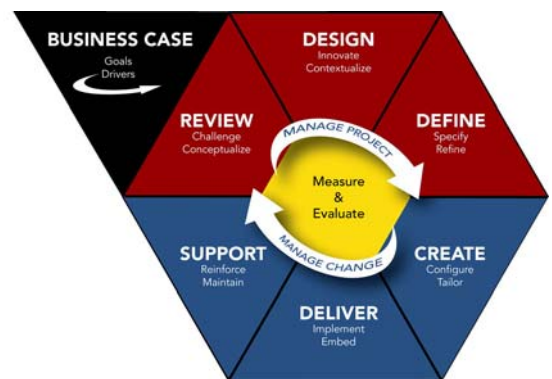 BUSINESS CASE
Goals
Drivers
DESIGN
Innovate
Contextualize
REVIEW
Challenge
Conceptualize
MANAGE PROJECT
DEFINE
Specify
Refine
Measure
&
Evaluate
SUPPORT
Reinforce
Maintain
MANAGE CHANGE
CREATE
Configure
Tailor
DELIVER
Implement
Embed